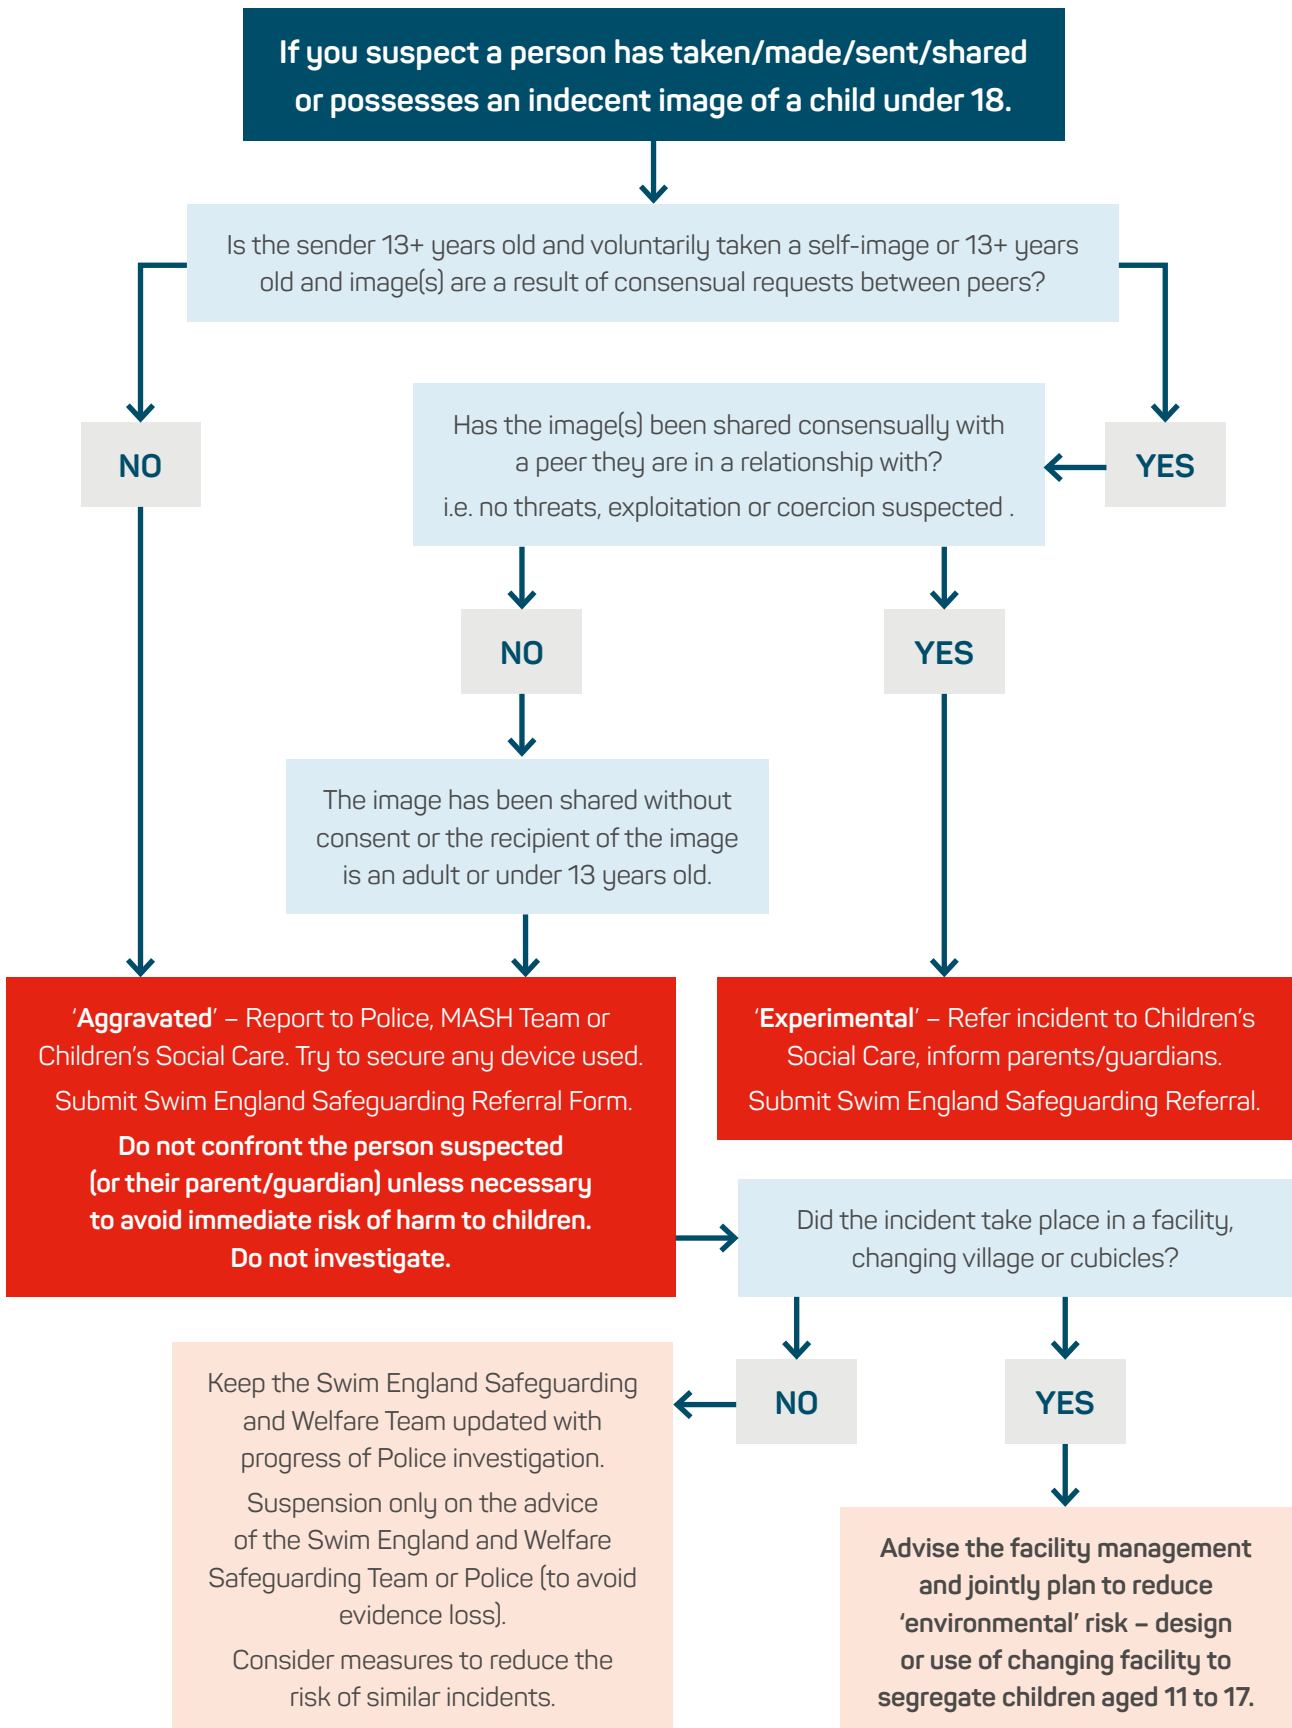 If you suspect a person has taken/made/sent/shared
or possesses an indecent image of a child under 18.
Is the sender 13+ years old and voluntarily taken a self-image or 13+ years
old and image(s) are a result of consensual requests between peers?
NO
Has the image(s) been shared consensually with
a peer they are in a relationship with?
i.e. no threats, exploitation or coercion suspected .
YES
NO
YES
The image has been shared without
consent or the recipient of the image
is an adult or under 13 years old.
‘Aggravated’ – Report to Police, MASH Team or
Children’s Social Care. Try to secure any device used.
Submit Swim England Safeguarding Referral Form.
Do not confront the person suspected
(or their parent/guardian) unless necessary
to avoid immediate risk of harm to children.
Do not investigate.
‘Experimental’ – Refer incident to Children’s
Social Care, inform parents/guardians.
Submit Swim England Safeguarding Referral.
Did the incident take place in a facility,
changing village or cubicles?
NO
YES
Keep the Swim England Safeguarding
and Welfare Team updated with
progress of Police investigation.
Suspension only on the advice
of the Swim England and Welfare
Safeguarding Team or Police (to avoid
evidence loss).
Consider measures to reduce the
risk of similar incidents.
Advise the facility management
and jointly plan to reduce
‘environmental’ risk – design
or use of changing facility to
segregate children aged 11 to 17.